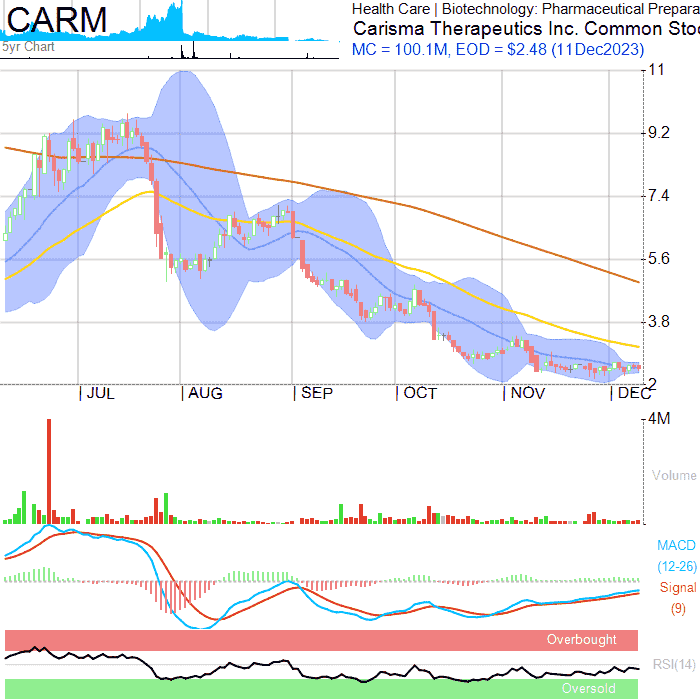 CARM
5yr Chart
Health Care | Biotechnology: Pharmaceutical Prepara
Carisma Therapeutics Inc. Common Stoc
MC = 100.1M, EOD = $2.48 (11Dec2023)
11
9.2
7.4
5.6
3.8
2
JUL AUG SEP OCT NOV DEC
4M
Volume
MACD
(12-26)
Signal
(9)
Overbought
RSI(14)
Oversold